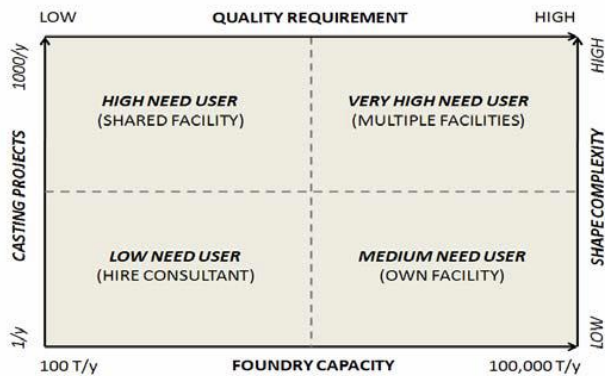 LOW QUALITY REQUIREMENT HIGH
1000/y
HIGH
HIGH NEED USER
(SHARED FACILITY)
VERY HIGH NEED USER
(MULTIPLE FACILITIES)
CASTING PROJECTS
SHAPE COMPLEXITY
LOW NEED USER
(HIRE CONSULTANT)
MEDIUM NEED USER
(OWN FACILITY)
1/y
LOW
100 T/y FOUNDRY CAPACITY 100,000 T/y